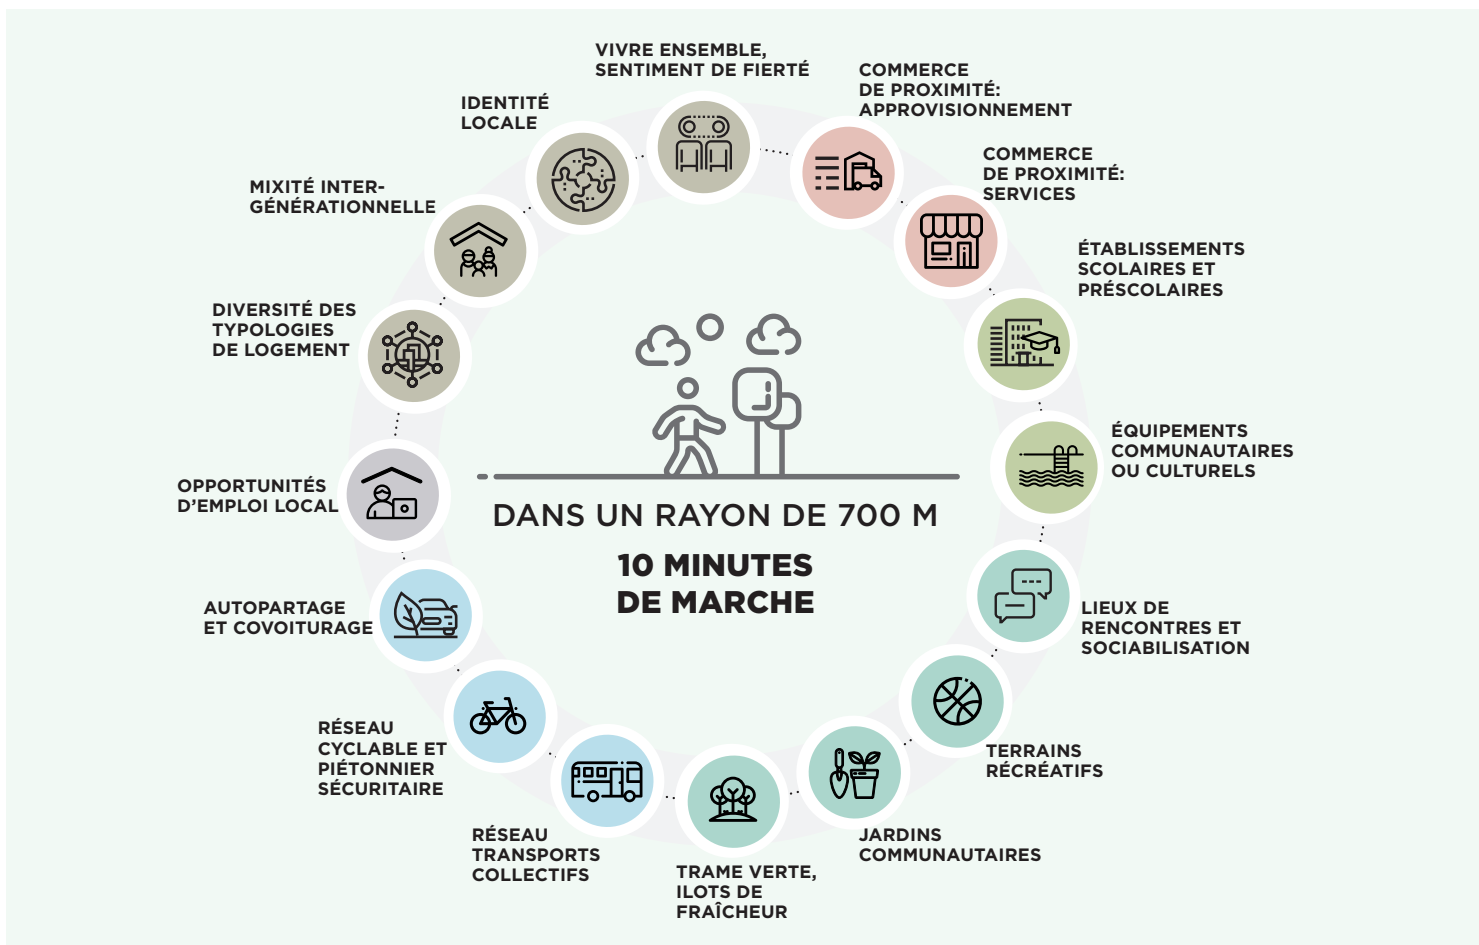 VIVRE ENSEMBLE,
SENTIMENT DE FIERTÉ
COMMERCE
DE PROXIMITÉ:
APPROVISIONNEMENT
COMMERCE
DE PROXIMITÉ:
SERVICES
ÉTABLISSEMENTS
SCOLAIRES ET
PRÉSCOLAIRES
ÉQUIPEMENTS
COMMUNAUTAIRES
OU CULTURELS
LIEUX DE
RENCONTRES ET
SOCIABILISATION
TERRAINS
RÉCRÉATIFS
JARDINS
COMMUNAUTAIRES
TRAME VERTE,
ILOTS DE
FRAÎCHEUR
RÉSEAU
TRANSPORTS
COLLECTIFS
RÉSEAU
CYCLABLE ET
PIÉTONNIER
SÉCURITAIRE
AUTOPARTAGE
ET COVOITURAGE
OPPORTUNITÉS
D'EMPLOI LOCAL
DIVERSITÉ DES
TYPOLOGIES
DE LOGEMENT
MIXITÉ INTER-
GÉNÉRATIONNELLE
IDENTITÉ
LOCALE
DANS UN RAYON DE 700 M
10 MINUTES
DE MARCHE